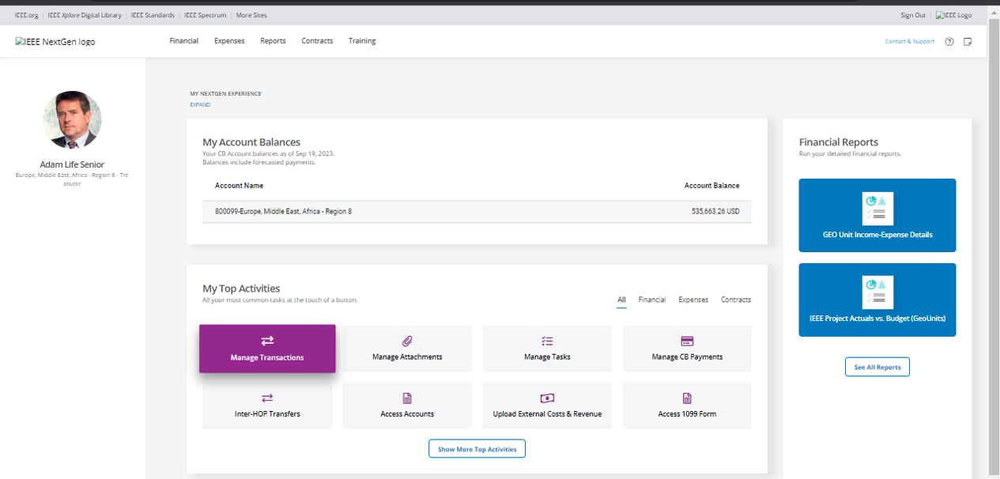 IEEE.org | IEEE Xplore Digital Library | IEEE Standards | IEEE Spectrum | More Sites
Sign Out | IEEE Logo
IEEE NextGen logo
Financial Expenses Reports Contracts Training
Contact & Support
Adam Life Senior
Europe, Middle East, Africa - Region 8 - Tre
asurer
MY NEXTGEN EXPERIENCE
EXPAND
My Account Balances
Your CB Account balances as of Sep 19, 2023.
Balances include forecasted payments.
Account Name Account Balance
800099-Europe, Middle East, Africa - Region 8 535,663.26 USD
My Top Activities
All your most common tasks at the touch of a button.
All Financial Expenses Contracts
Manage Transactions
Manage Attachments
Manage Tasks
Manage CB Payments
Inter-HOP Transfers
Access Accounts
Upload External Costs & Revenue
Access 1099 Form
Show More Top Activities
Financial Reports
Run your detailed financial reports.
GEO Unit Income-Expense Details
IEEE Project Actuals vs. Budget (GeoUnits)
See All Reports